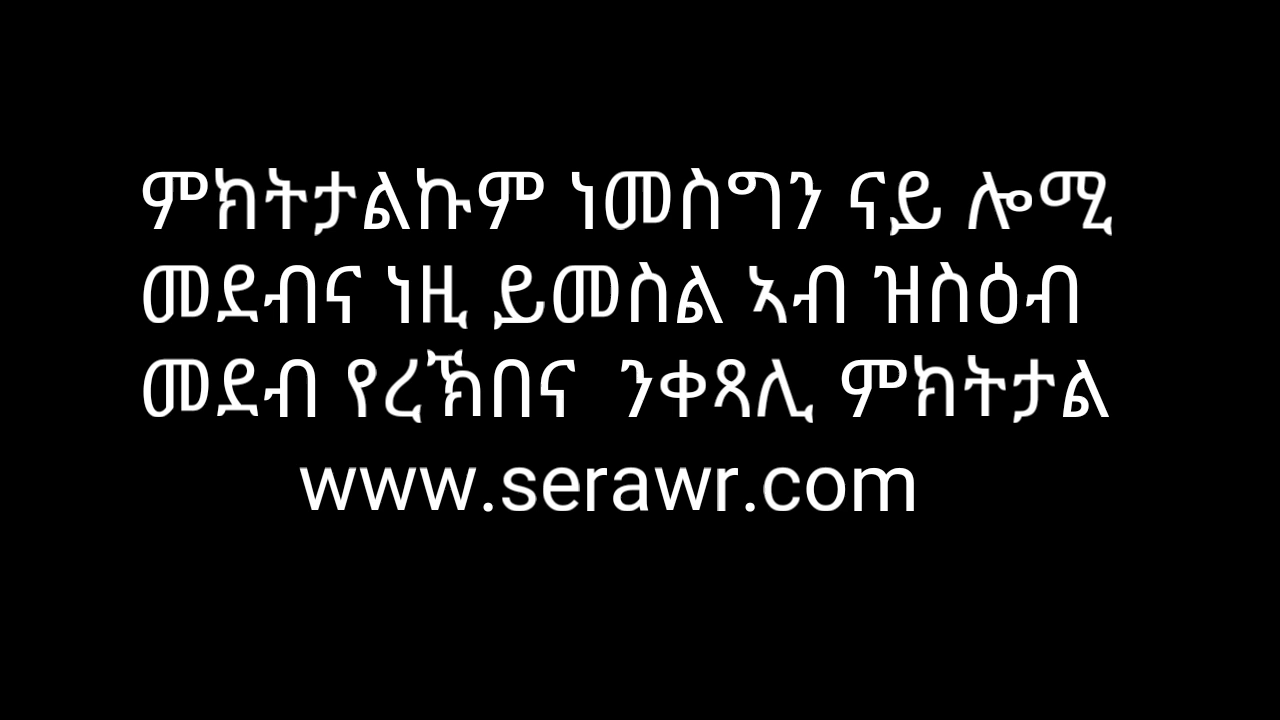 ምክትታልኩም ነመስግን ናይ ሎሚ
መደብና ነዚ ይመስል ኣብ ዝስዕብ
መደብ የረኽበና ንቀጻሊ ምክትታል
www.serawr.com